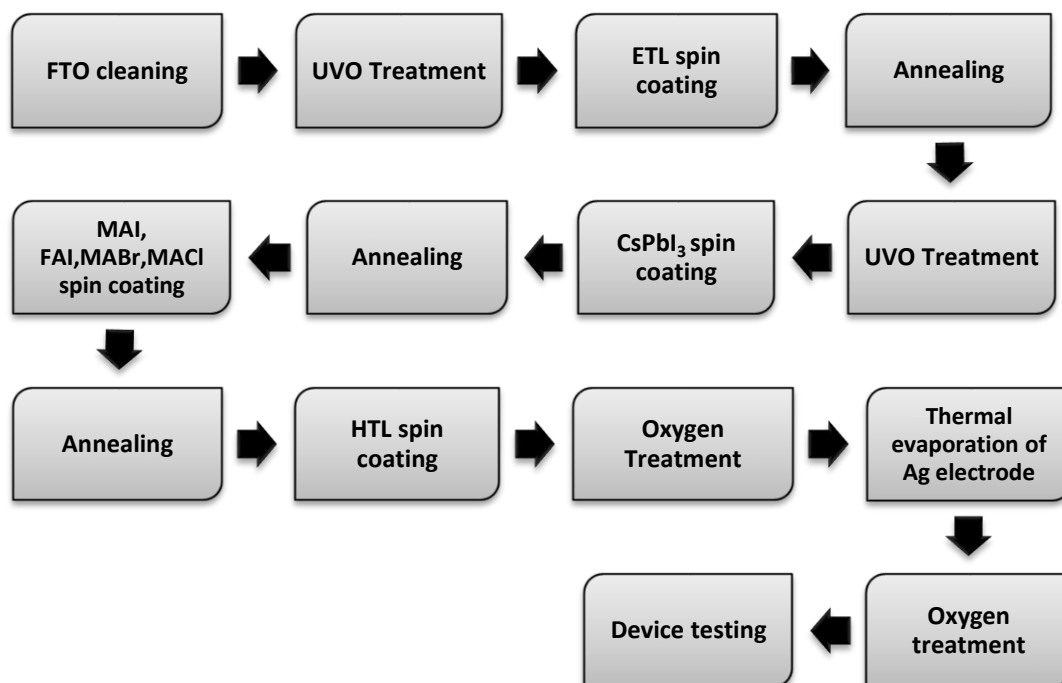 FTO cleaning
UVO Treatment
ETL spin
coating
Annealing
MAI,
FAI,MABr,MACl
spin coating
Annealing
CsPbI₃ spin
coating
UVO Treatment
Annealing
HTL spin
coating
Oxygen
Treatment
Thermal
evaporation of
Ag electrode
Device testing
Oxygen
treatment